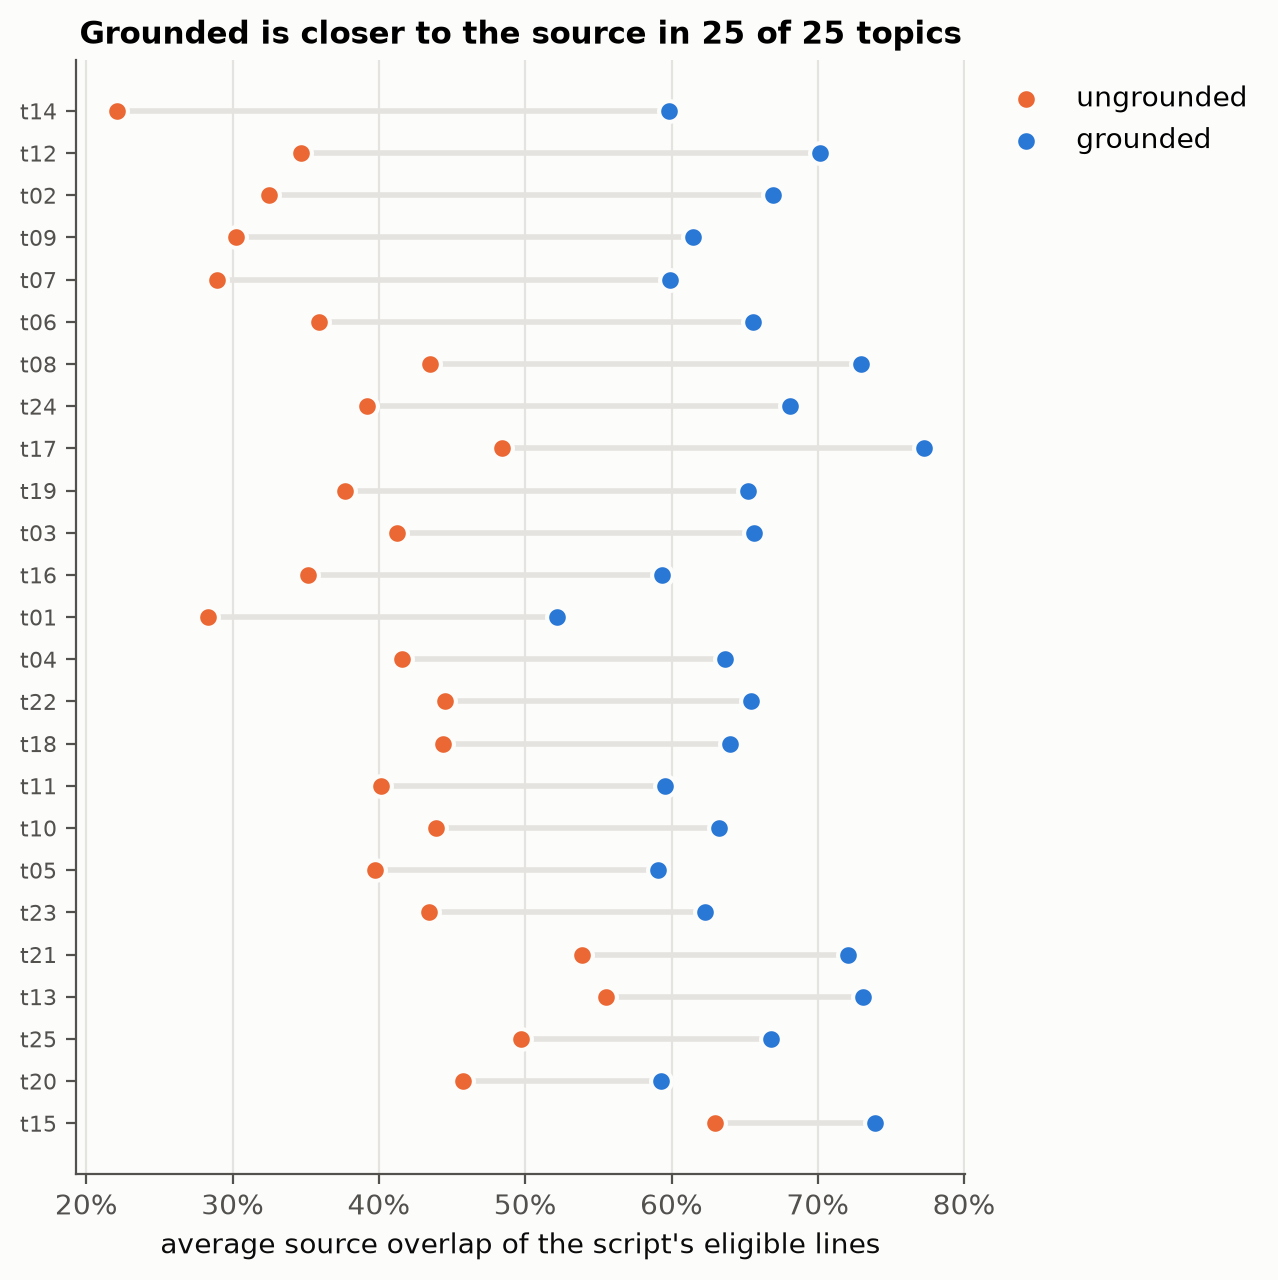 Grounded is closer to the source in 25 of 25 topics
ungrounded
grounded
t14
t12
t02
t09
t07
t06
t08
t24
t17
t19
t03
t16
t01
t04
t22
t18
t11
t10
t05
t23
t21
t13
t25
t20
t15
20% 30% 40% 50% 60% 70% 80%
average source overlap of the script's eligible lines